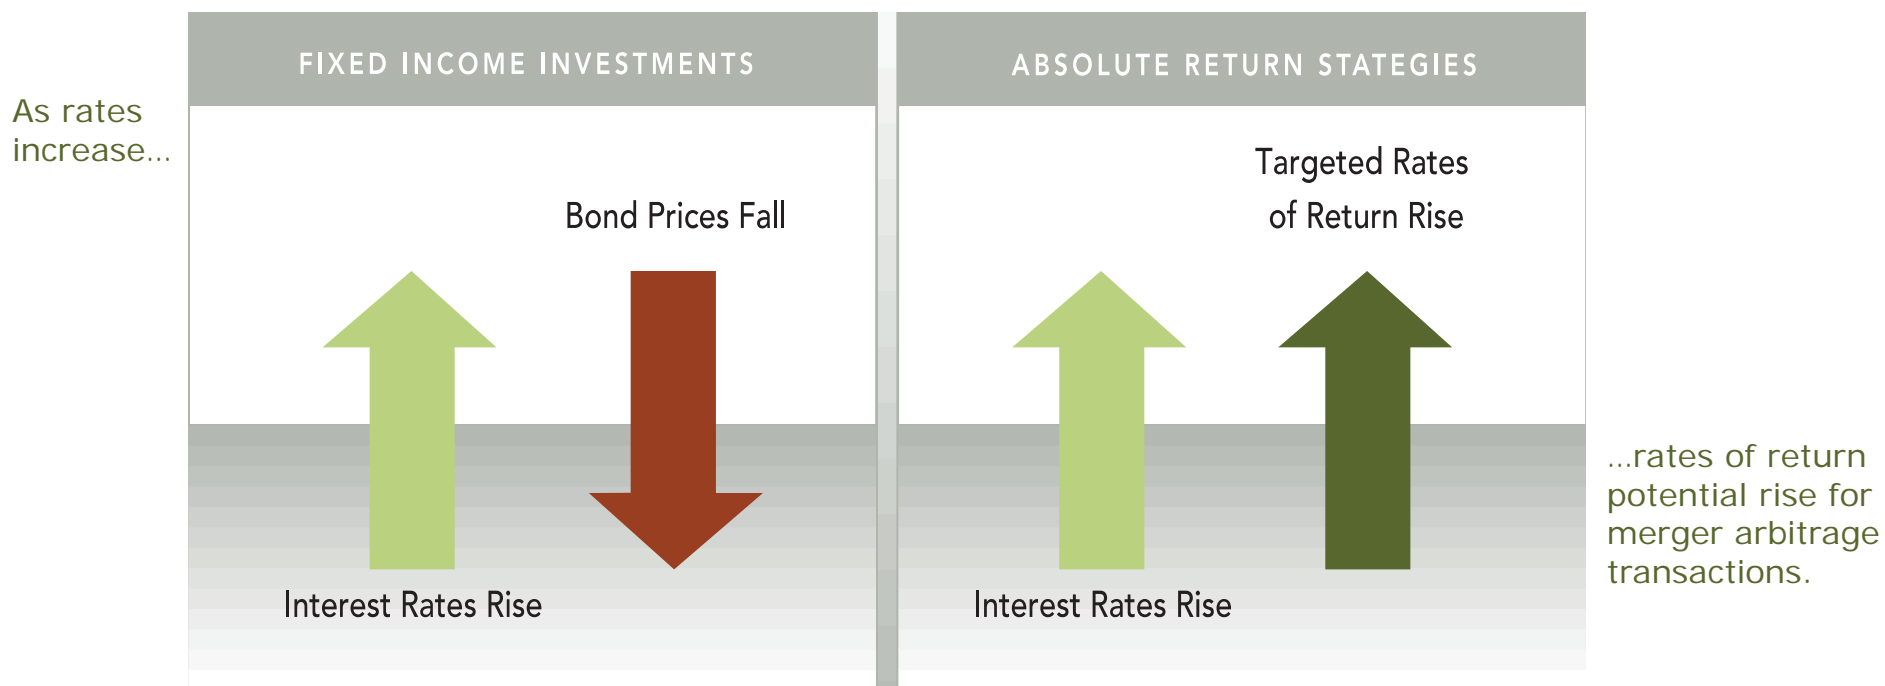 FIXED INCOME INVESTMENTS
ABSOLUTE RETURN STATEGIES
As rates
increase...
Bond Prices Fall
Targeted Rates
of Return Rise
Interest Rates Rise
Interest Rates Rise
...rates of return
potential rise for
merger arbitrage
transactions.